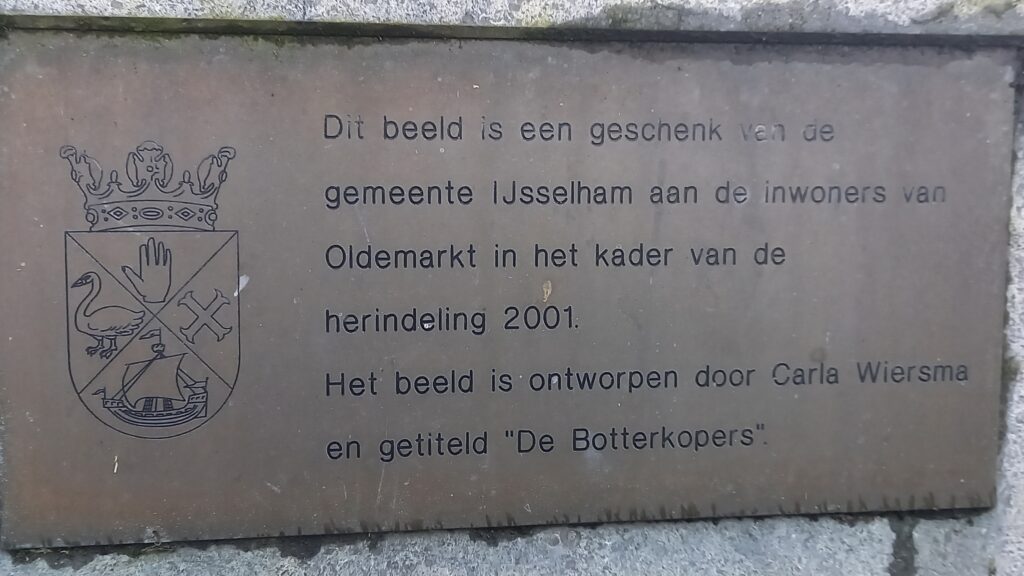 Dit beeld is een geschenk van de
gemeente IJsselham aan de inwoners van
Oldemarkt in het kader van de
herindeling 2001.
Het beeld is ontworpen door Carla Wiersma
en getiteld "De Botterkopers".